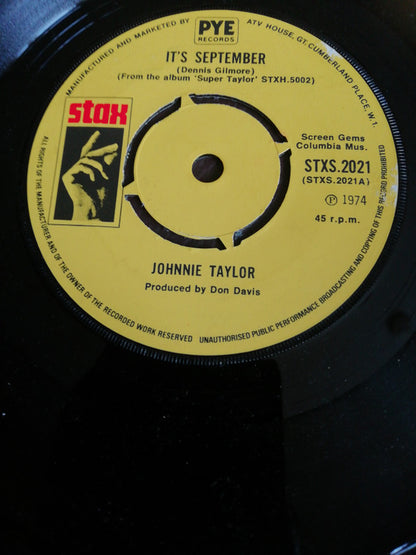 MANUFACTURED AND MARKETED BY PYE RECORDS ATV HOUSE, GT. CUMBERLAND PLACE, W.1.
IT'S SEPTEMBER
(Dennis Gilmore)
(From the album 'Super Taylor' STXH.5002)
stax
Screen Gems
Columbia Mus.
STXS.2021
(STXS.2021A)
Ⓟ 1974
45 r.p.m.
JOHNNIE TAYLOR
Produced by Don Davis
ALL RIGHTS OF THE MANUFACTURER AND OF THE OWNER OF THE RECORDED WORK RESERVED UNAUTHORISED PUBLIC PERFORMANCE BROADCASTING AND COPYING OF THIS RECORD PROHIBITED